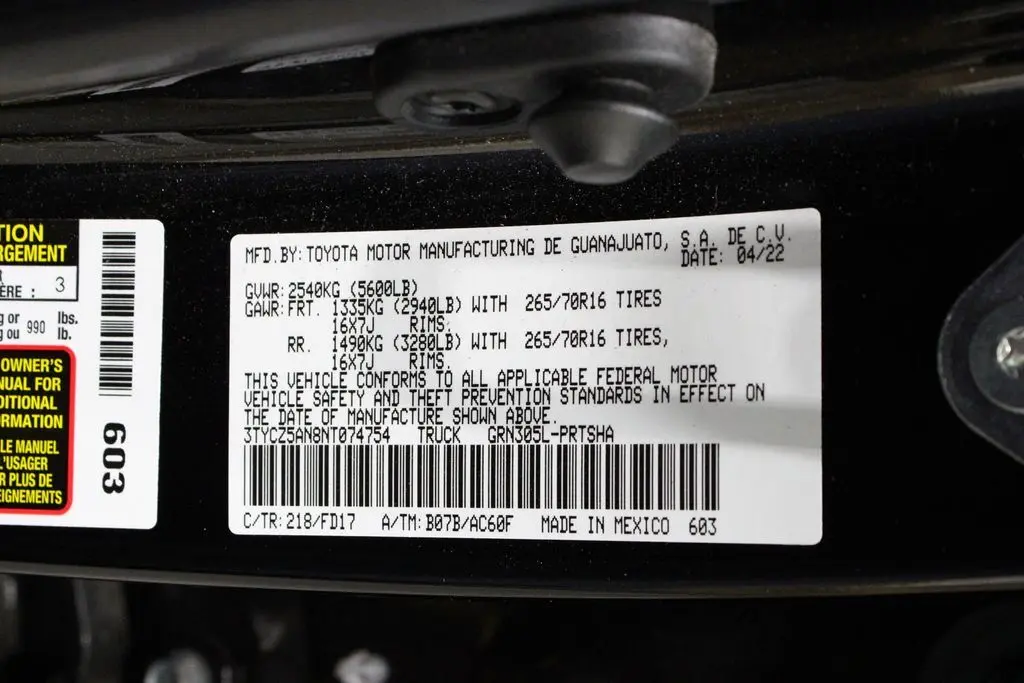 TION
RGEMENT
R
ÈRE : 3
g or 990 lbs.
g ou lb.
OWNER'S
NUAL FOR
DITIONAL
ORMATION
LE MANUEL
L'USAGER
R PLUS DE
EIGNEMENTS
603
MFD. BY: TOYOTA MOTOR MANUFACTURING DE GUANAJUATO, S.A. DE C.V.
DATE: 04/22
GVWR: 2540KG (5600LB)
GAWR: FRT. 1335KG (2940LB) WITH 265/70R16 TIRES
16X7J RIMS.
RR. 1490KG (3280LB) WITH 265/70R16 TIRES,
16X7J RIMS.
THIS VEHICLE CONFORMS TO ALL APPLICABLE FEDERAL MOTOR
VEHICLE SAFETY AND THEFT PREVENTION STANDARDS IN EFFECT ON
THE DATE OF MANUFACTURE SHOWN ABOVE.
3TYCZ5AN8NT074754 TRUCK GRN305L-PRTSHA
C/TR: 218/FD17 A/TM: B07B/AC60F MADE IN MEXICO 603